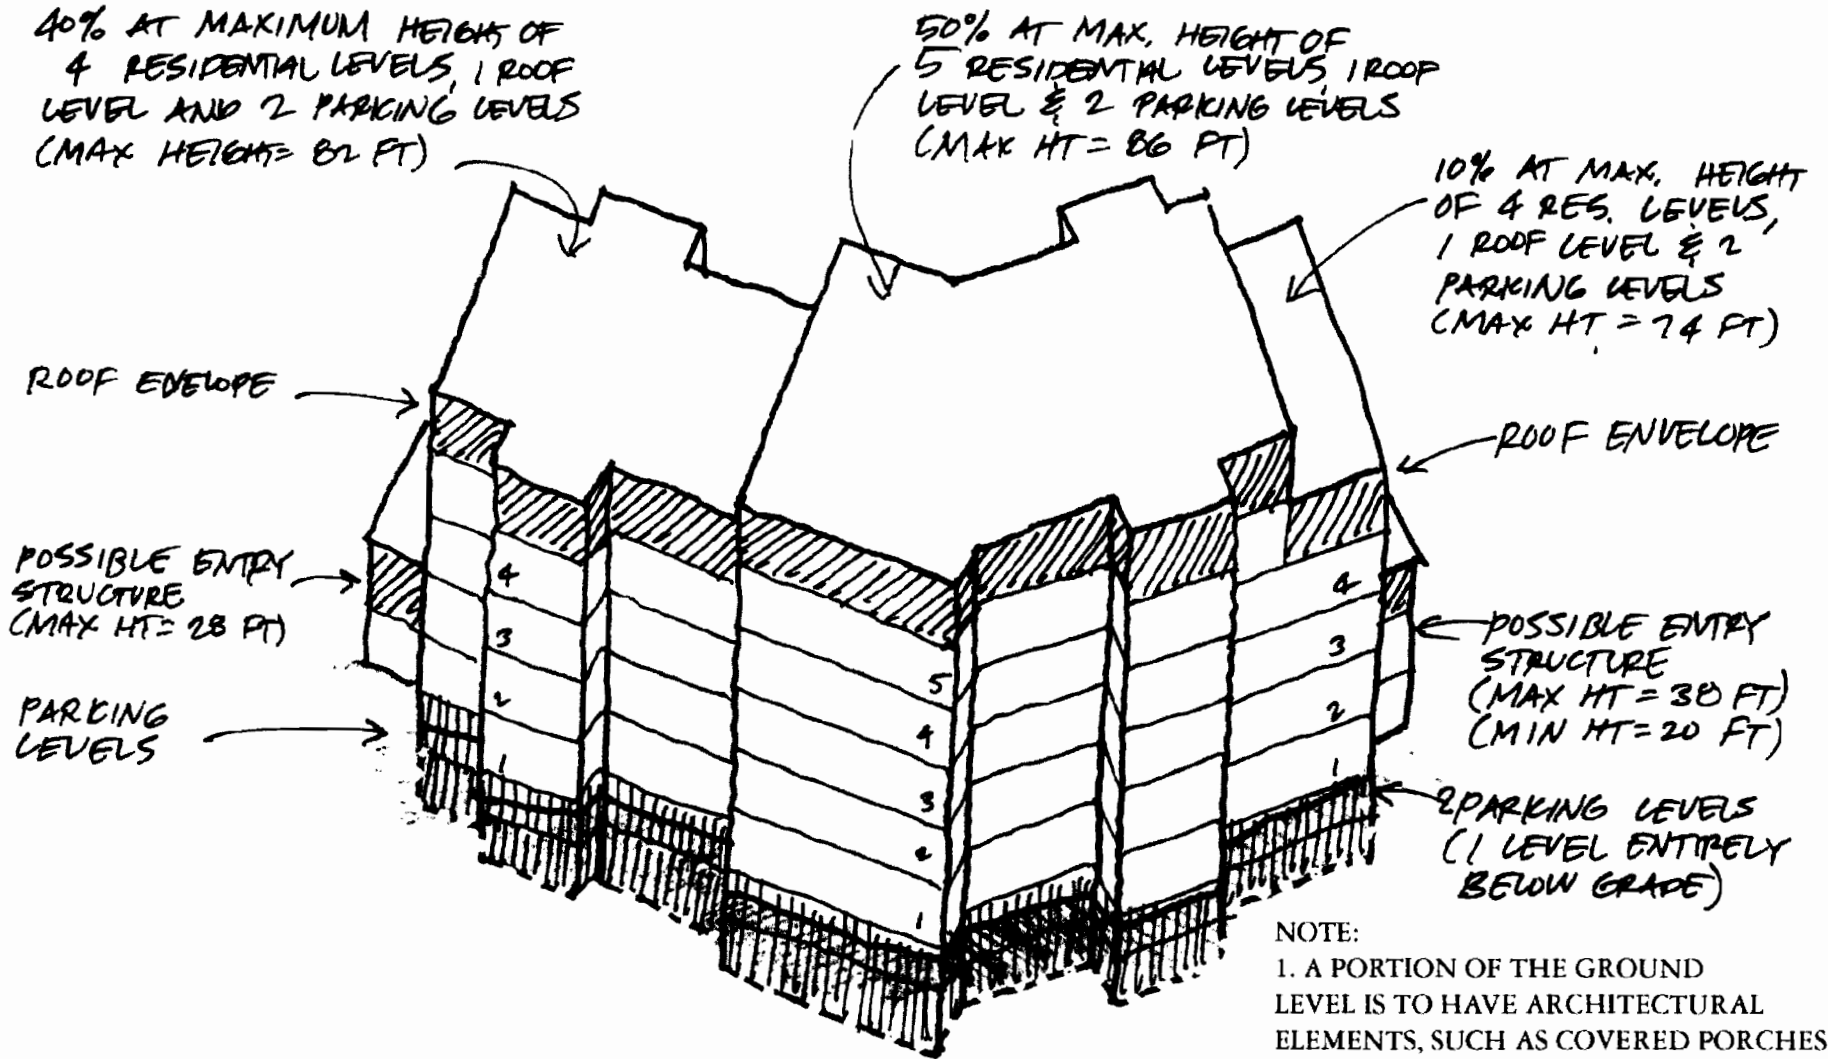 40% AT MAXIMUM HEIGHT OF
4 RESIDENTIAL LEVELS, 1 ROOF
LEVEL AND 2 PARKING LEVELS
(MAX HEIGHT= 82 FT)
50% AT MAX. HEIGHT OF
5 RESIDENTIAL LEVELS, 1 ROOF
LEVEL & 2 PARKING LEVELS
(MAX HT = 86 FT)
10% AT MAX. HEIGHT
OF 4 RES. LEVELS,
1 ROOF LEVEL & 2
PARKING LEVELS
(MAX HT = 74 FT)
ROOF ENVELOPE
ROOF ENVELOPE
POSSIBLE ENTRY
STRUCTURE
(MAX HT= 28 FT)
PARKING
LEVELS
4
3
2
1
5
4
3
2
1
4
3
2
1
POSSIBLE ENTRY
STRUCTURE
(MAX HT = 38 FT)
(MIN HT = 20 FT)
2 PARKING LEVELS
(1 LEVEL ENTIRELY
BELOW GRADE)
NOTE:
1. A PORTION OF THE GROUND
LEVEL IS TO HAVE ARCHITECTURAL
ELEMENTS, SUCH AS COVERED PORCHES